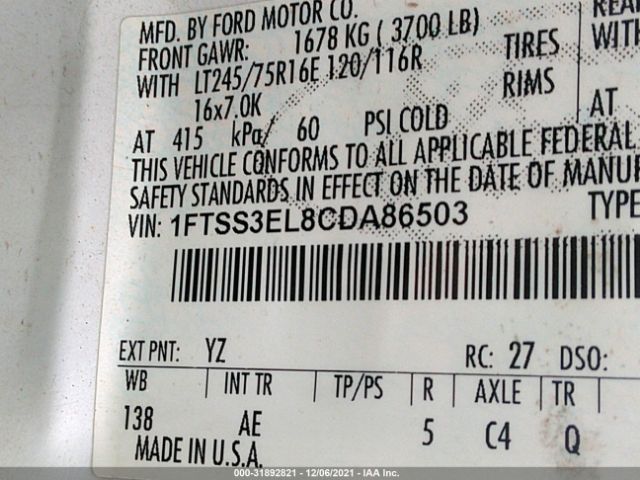 MFD. BY FORD MOTOR CO.
FRONT GAWR: 1678 KG ( 3700 LB)
WITH LT245/75R16E 120/116R TIRES WITH
16x7.0K RIMS
AT 415 kPa/ 60 PSI COLD AT
THIS VEHICLE CONFORMS TO ALL APPLICABLE FEDERAL
SAFETY STANDARDS IN EFFECT ON THE DATE OF
VIN: 1FTSS3EL8CDA86503 TYPE
EXT PNT: YZ RC: 27 DSO:
WB INT TR TP/PS R AXLE TR
138 AE 5 C4 Q
MADE IN U.S.A.
000-31892821 - 12/06/2021 - IAA Inc.